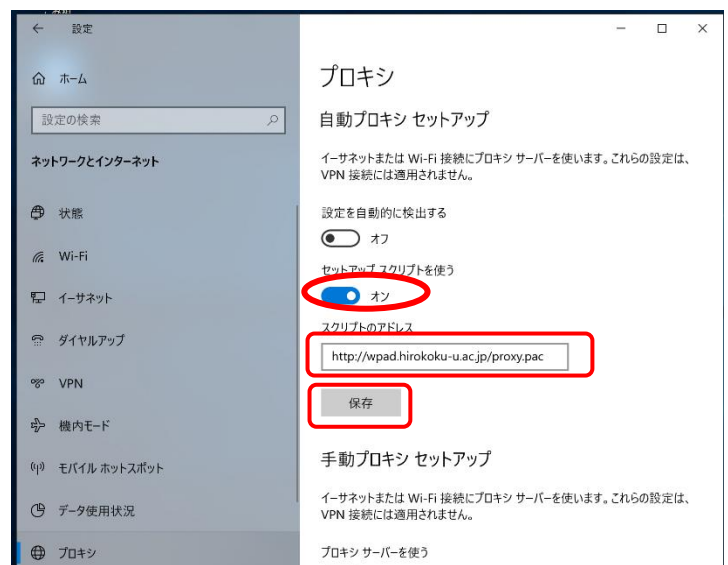 設定
ホーム
設定の検索
ネットワークとインターネット
状態
Wi-Fi
イーサネット
ダイヤルアップ
VPN
機内モード
モバイル ホットスポット
データ使用状況
プロキシ
プロキシ
自動プロキシ セットアップ
イーサネットまたは Wi-Fi 接続にプロキシ サーバーを使います。これらの設定は、
VPN 接続には適用されません。
設定を自動的に検出する
オフ
セットアップ スクリプトを使う
オン
スクリプトのアドレス
http://wpad.hirokoku-u.ac.jp/proxy.pac
保存
手動プロキシ セットアップ
イーサネットまたは Wi-Fi 接続にプロキシ サーバーを使います。これらの設定は、
VPN 接続には適用されません。
プロキシ サーバーを使う